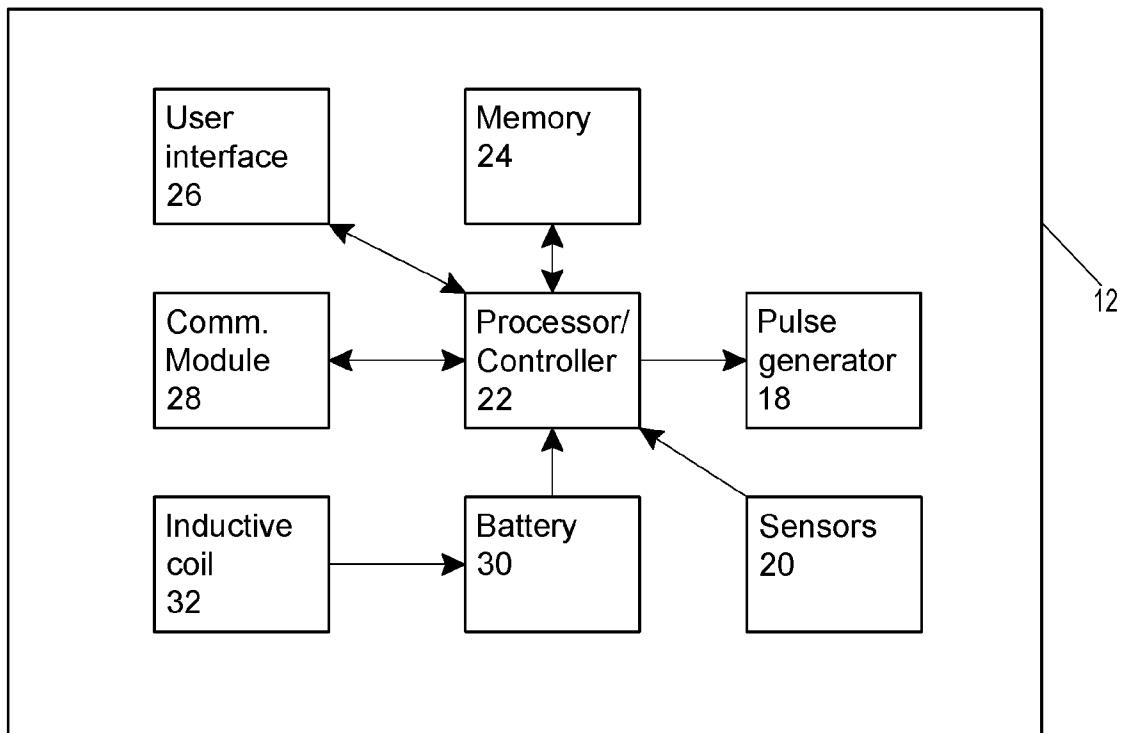 User
interface
26
Memory
24
12
Comm.
Module
28
Processor/
Controller
22
Pulse
generator
18
Inductive
coil
32
Battery
30
Sensors
20